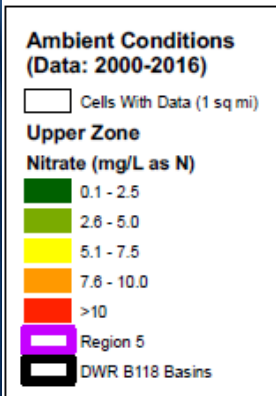 Ambient Conditions
(Data: 2000-2016)
Cells With Data (1 sq mi)
Upper Zone
Nitrate (mg/L as N)
0.1 - 2.5
2.6 - 5.0
5.1 - 7.5
7.6 - 10.0
>10
Region 5
DWR B118 Basins